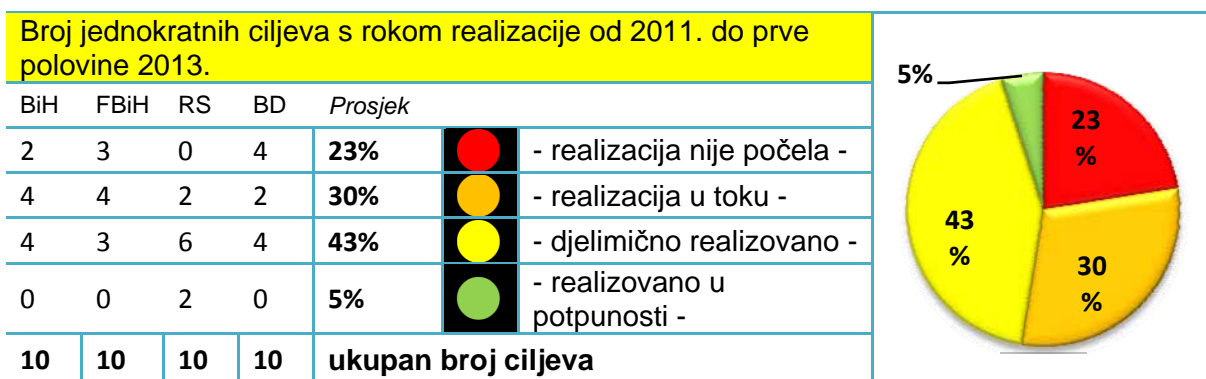 Broj jednokratnih ciljeva s rokom realizacije od 2011. do prve
polovine 2013.
BiH FBiH RS BD Prosjek
2 3 0 4 23% - realizacija nije počela -
4 4 2 2 30% - realizacija u toku -
4 3 6 4 43% - djelimično realizovano -
0 0 2 0 5% - realizovano u
potpunosti -
10 10 10 10 ukupan broj ciljeva
5%
23
%
43
%
30
%